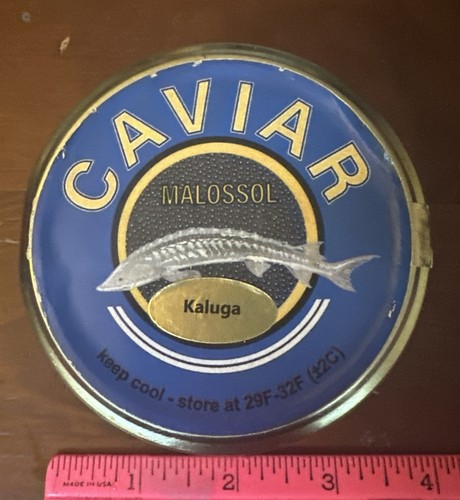 CAVIAR
MALOSSOL
Kaluga
keep cool - store at 29F-32F (±2C)
MADE IN USA 1 2 3 4